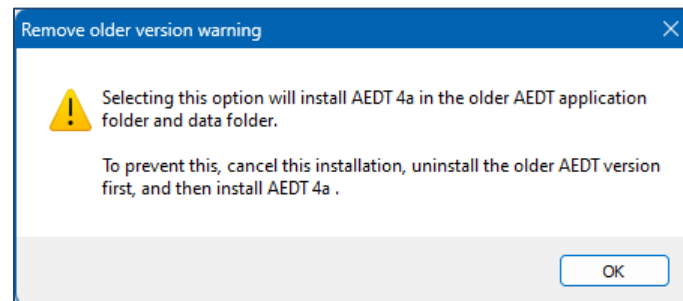 Remove older version warning
Selecting this option will install AEDT 4a in the older AEDT application
folder and data folder.
To prevent this, cancel this installation, uninstall the older AEDT version
first, and then install AEDT 4a .
OK